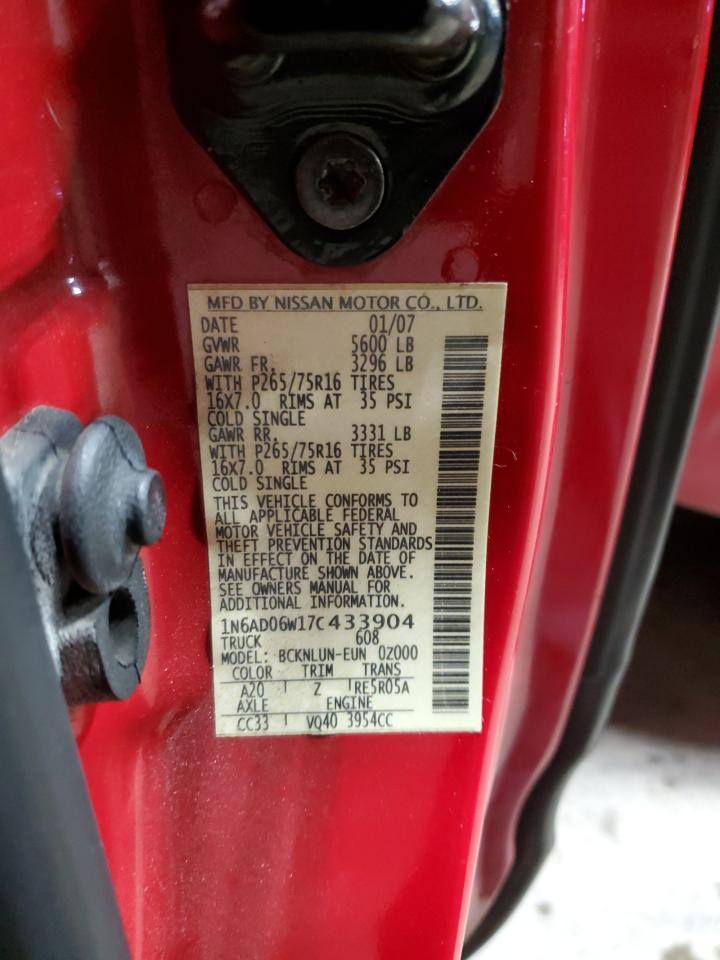 MFD BY NISSAN MOTOR CO., LTD.
DATE 01/07
GVWR 5600 LB
GAWR FR. 3296 LB
WITH P265/75R16 TIRES
16X7.0 RIMS AT 35 PSI
COLD SINGLE
GAWR RR. 3331 LB
WITH P265/75R16 TIRES
16X7.0 RIMS AT 35 PSI
COLD SINGLE
THIS VEHICLE CONFORMS TO
ALL APPLICABLE FEDERAL
MOTOR VEHICLE SAFETY AND
THEFT PREVENTION STANDARDS
IN EFFECT ON THE DATE OF
MANUFACTURE SHOWN ABOVE.
SEE OWNERS MANUAL FOR
ADDITIONAL INFORMATION.
1N6AD06W17C433904
TRUCK 608
MODEL: BCKNLUN-EUN 0Z000
COLOR TRIM TRANS
A20 Z RE5R05A
AXLE ENGINE
CC33 VQ40 3954CC